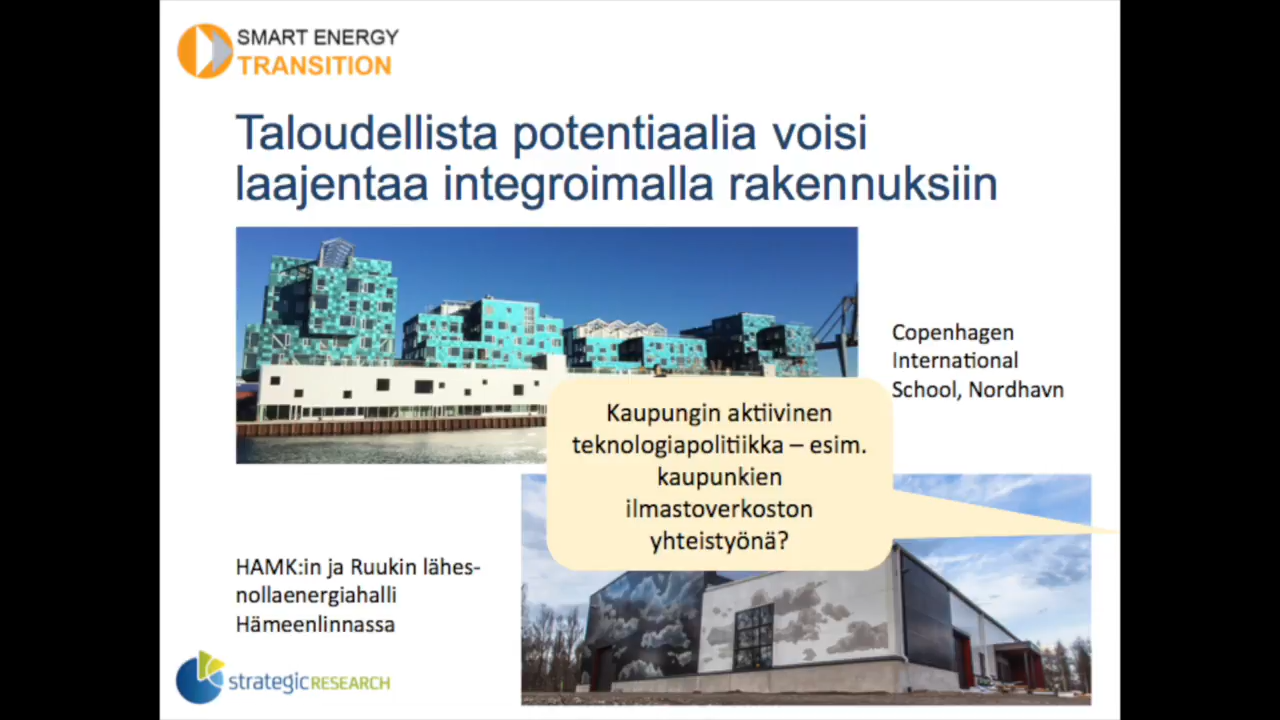 SMART ENERGY
TRANSITION
Taloudellista potentiaalia voisi
laajentaa integroimalla rakennuksiin
Copenhagen
International
School, Nordhavn
Kaupungin aktiivinen
teknologiapolitiikka – esim.
kaupunkien
ilmastoverkoston
yhteistyönä?
HAMK:in ja Ruukin lähes-
nollaenergiahalli
Hämeenlinnassa
strategicRESEARCH